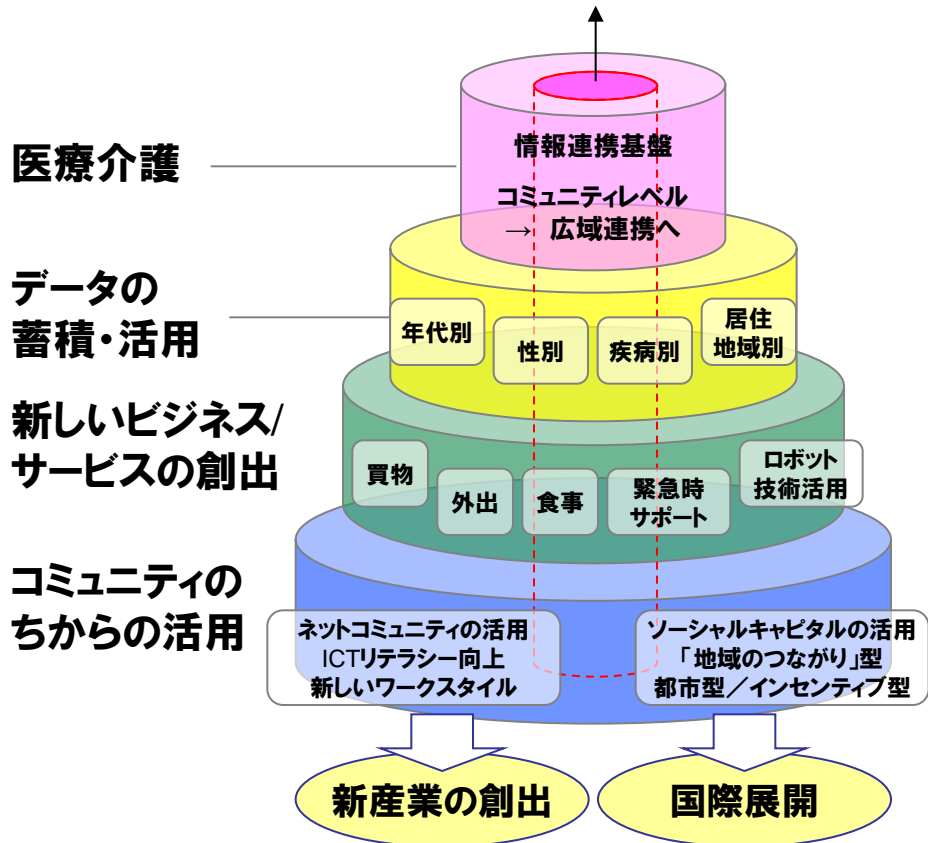 医療介護
情報連携基盤
コミュニティレベル
→ 広域連携へ
データの
蓄積・活用
年代別
性別
疾病別
居住
地域別
新しいビジネス/
サービスの創出
買物
外出
食事
緊急時
サポート
ロボット
技術活用
コミュニティの
ちからの活用
ネットコミュニティの活用
ICTリテラシー向上
新しいワークスタイル
ソーシャルキャピタルの活用
「地域のつながり」型
都市型／インセンティブ型
新産業の創出
国際展開